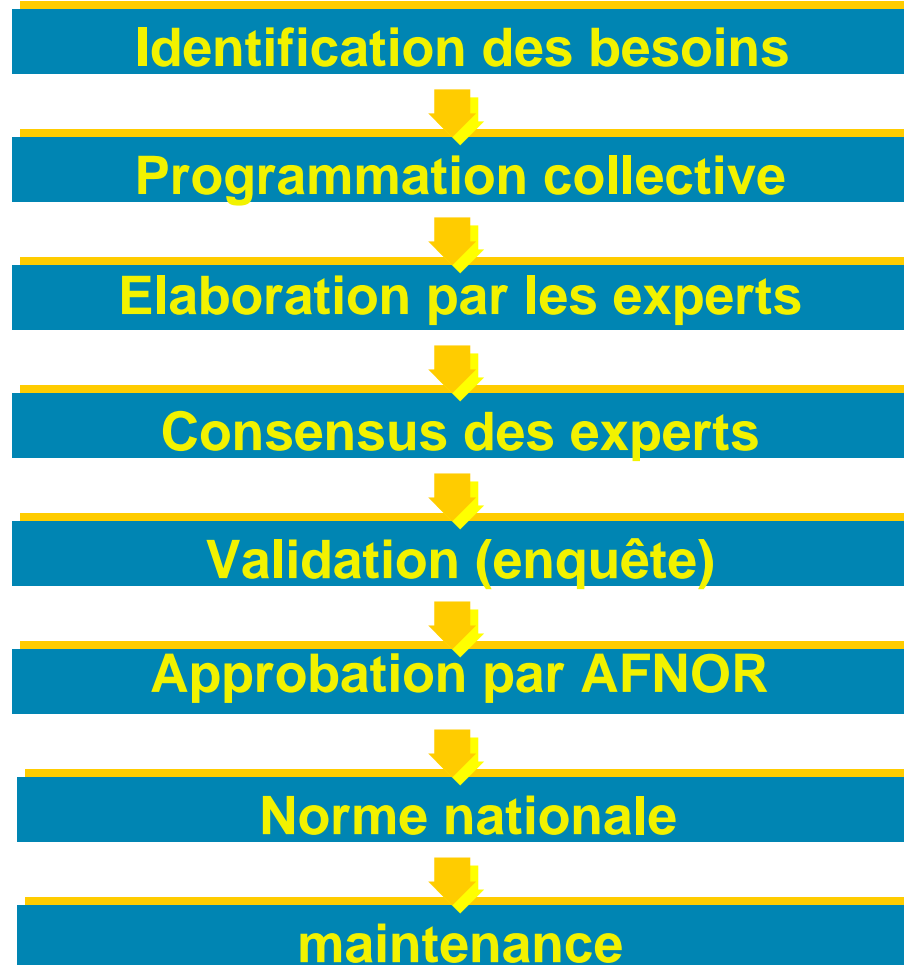 Identification des besoins
Programmation collective
Elaboration par les experts
Consensus des experts
Validation (enquête)
Approbation par AFNOR
Norme nationale
maintenance